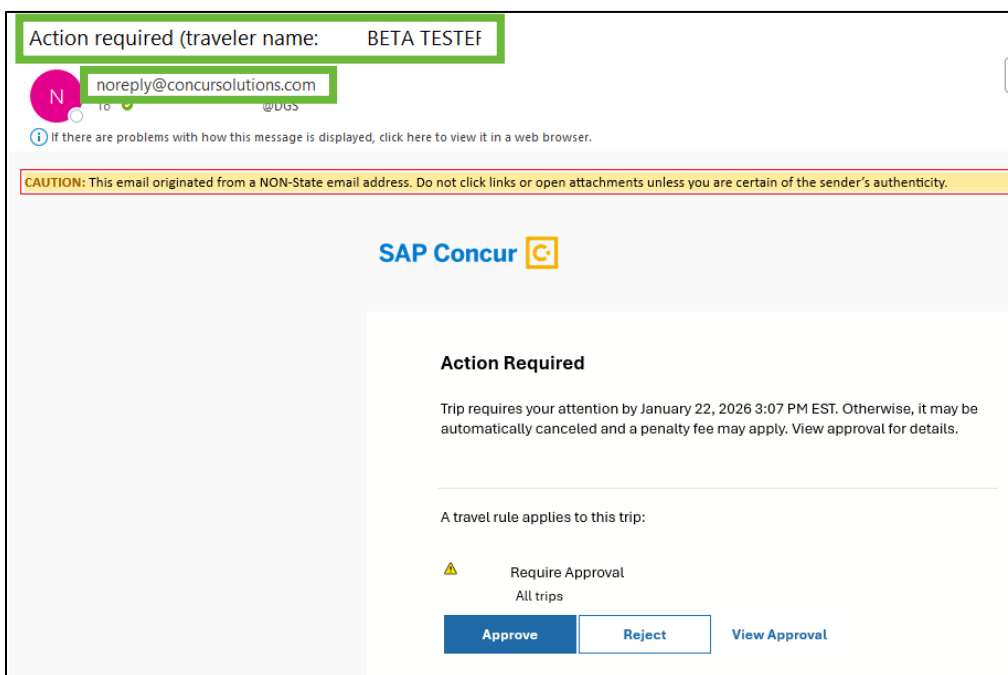 Action required (traveler name: BETA TESTER
N
noreply@concursolutions.com
To @DGS
If there are problems with how this message is displayed, click here to view it in a web browser.
CAUTION: This email originated from a NON-State email address. Do not click links or open attachments unless you are certain of the sender's authenticity.
SAP Concur C
Action Required
Trip requires your attention by January 22, 2026 3:07 PM EST. Otherwise, it may be
automatically canceled and a penalty fee may apply. View approval for details.
A travel rule applies to this trip:
Require Approval
All trips
Approve Reject View Approval